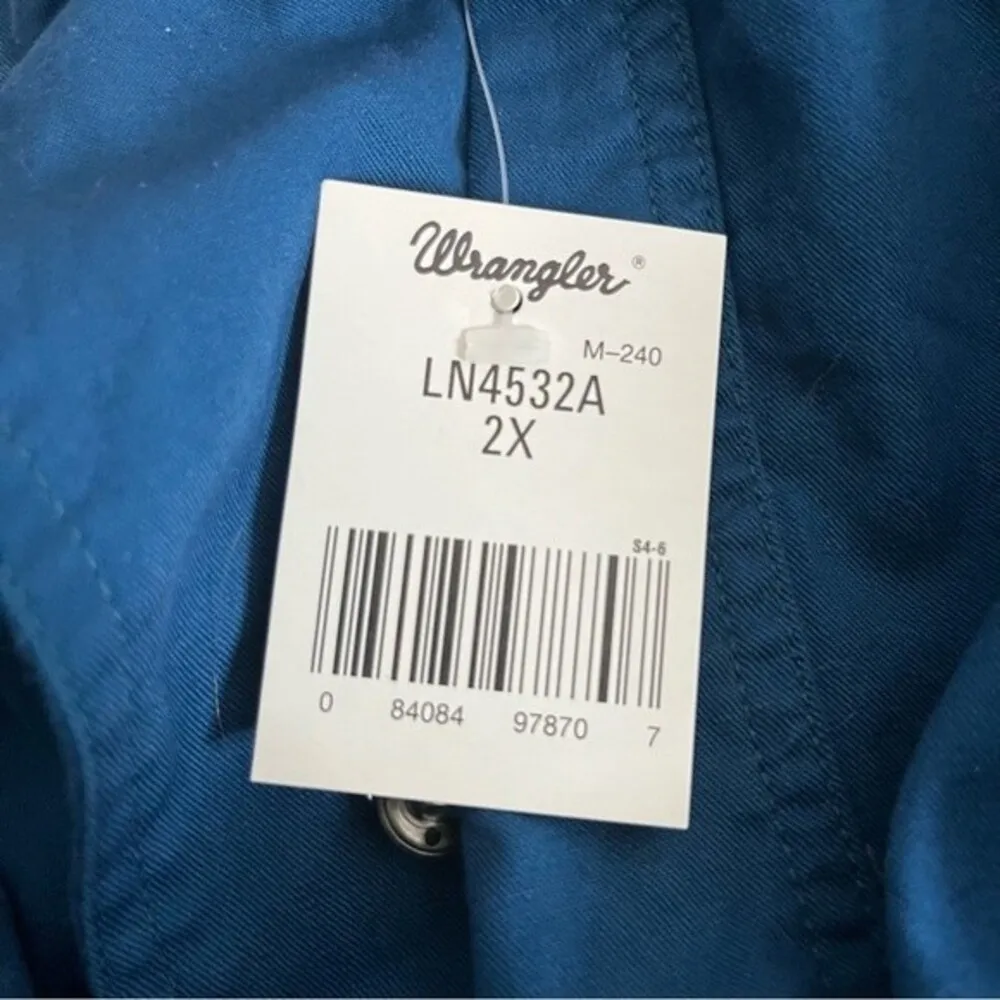 Wrangler®
M–240
LN4532A
2X
S4-6
0 84084 97870 7